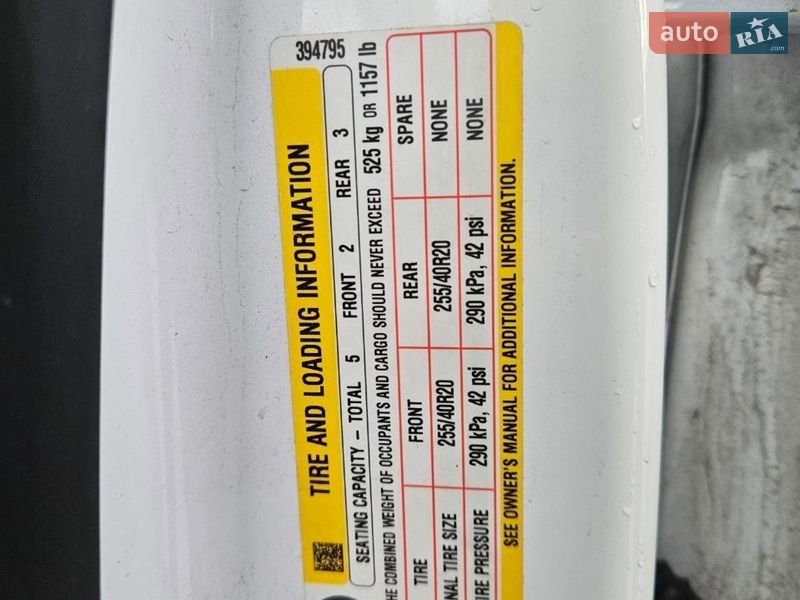 auto RIA .com
394795
TIRE AND LOADING INFORMATION
SEATING CAPACITY – TOTAL 5 FRONT 2 REAR 3
HE COMBINED WEIGHT OF OCCUPANTS AND CARGO SHOULD NEVER EXCEED 525 kg OR 1157 lb
TIRE FRONT REAR SPARE
NAL TIRE SIZE 255/40R20 255/40R20 NONE
IRE PRESSURE 290 kPa, 42 psi 290 kPa, 42 psi NONE
SEE OWNER'S MANUAL FOR ADDITIONAL INFORMATION.